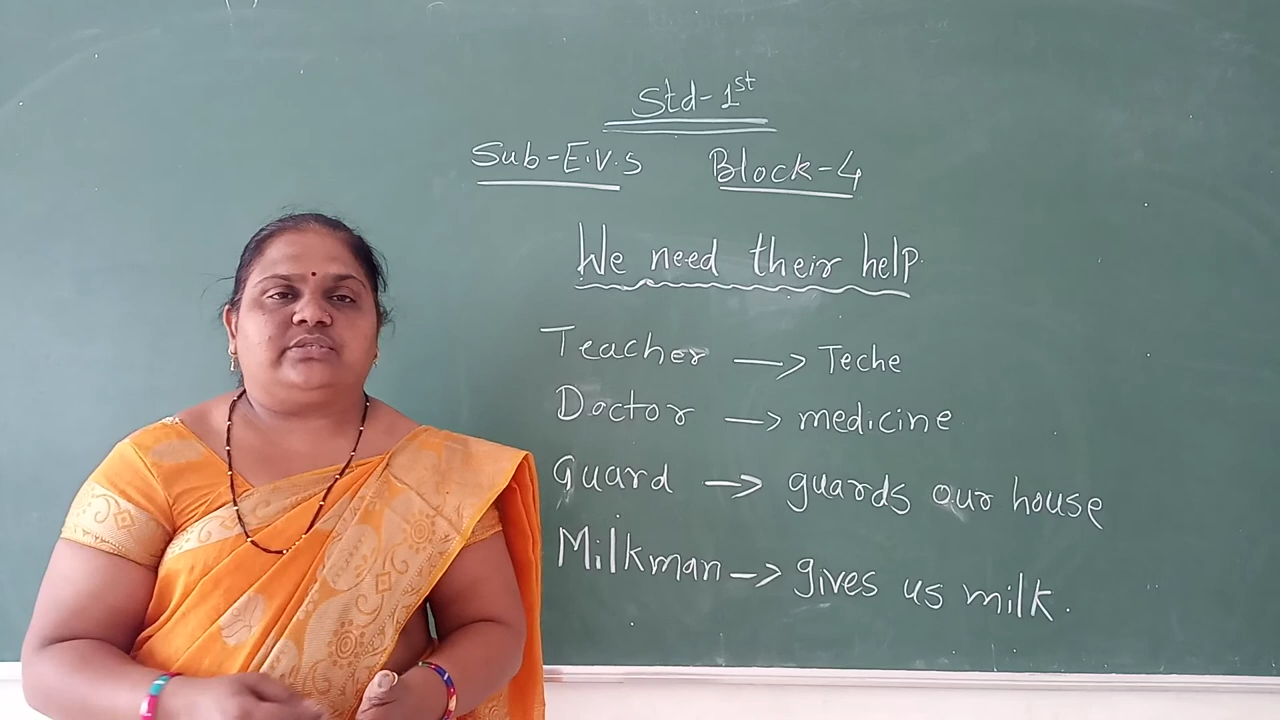 Std-1st
Sub-E.V.S Block-4
We need their help
Teacher → Teche
Doctor → medicine
Guard → guards our house
Milkman → gives us milk.